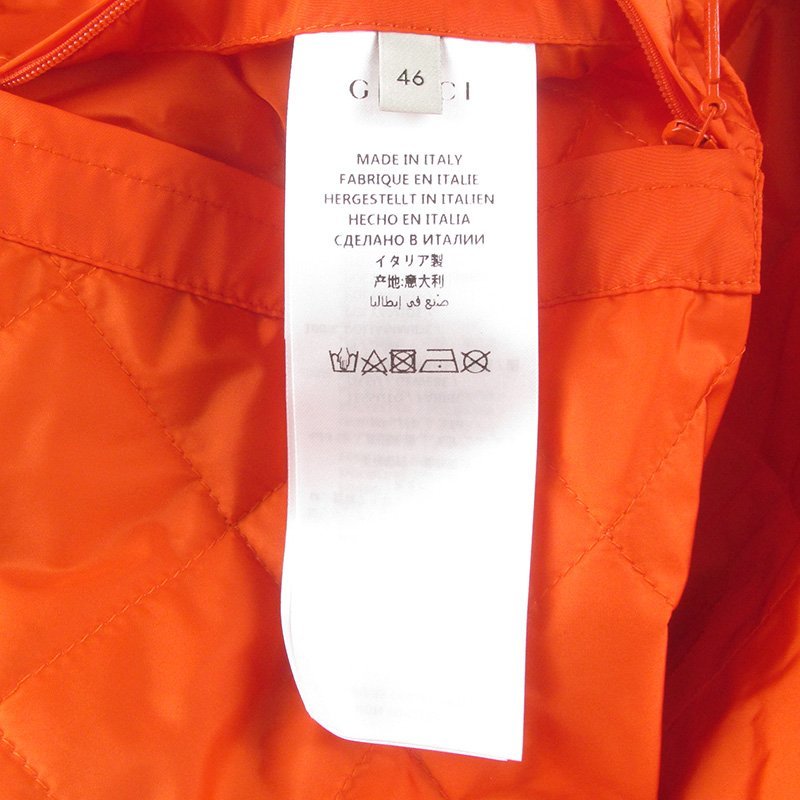 46
GUCCI
MADE IN ITALY
FABRIQUE EN ITALIE
HERGESTELLT IN ITALIEN
HECHO EN ITALIA
СДЕЛАНО В ИТАЛИИ
イタリア製
产地:意大利
صنع في إيطاليا